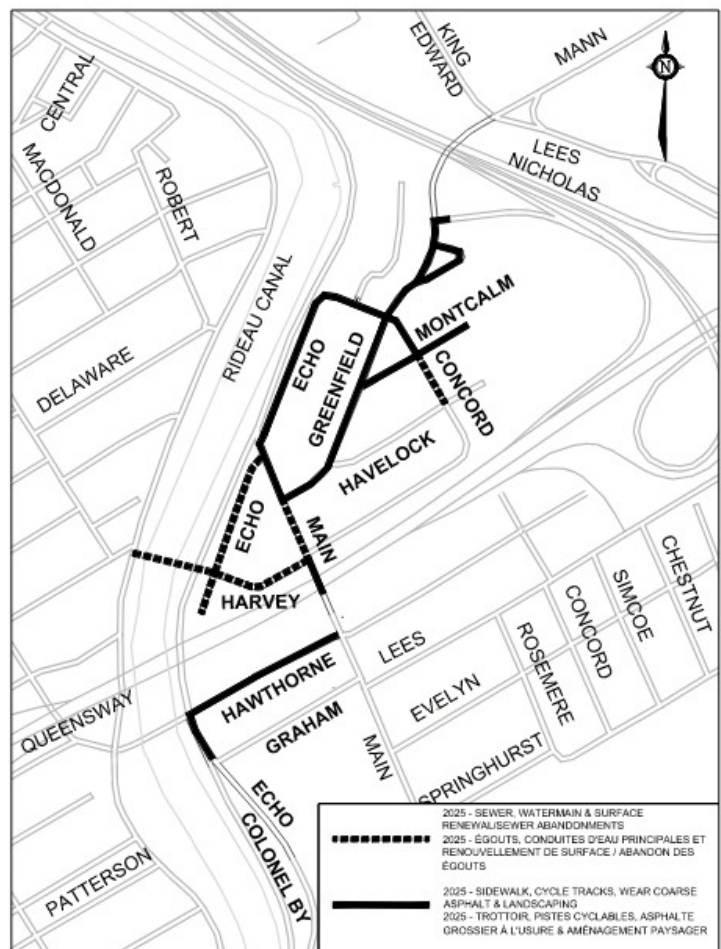 CENTRAL
KING
EDWARD
MANN
N
MACDONALD
ROBERT
LEES
NICHOLAS
RIDEAU CANAL
DELAWARE
ECHO
GREENFIELD
MONTCALM
CONCORD
HAVELOCK
ECHO
MAIN
HARVEY
CHESTNUT
SIMCOE
CONCORD
ROSEMERE
LEES
EVELYN
HAWTHORNE
GRAHAM
QUEENSWAY
MAIN
SPRINGHURST
ECHO
COLONEL BY
PATTERSON
2025 - SEWER, WATERMAIN & SURFACE
RENEWAL/SEWER ABANDONMENTS
2025 - ÉGOUTS, CONDUITES D'EAU PRINCIPALES ET
RENOUVELLEMENT DE SURFACE / ABANDON DES
ÉGOUTS
2025 - SIDEWALK, CYCLE TRACKS, WEAR COARSE
ASPHALT & LANDSCAPING
2025 - TROTTOIR, PISTES CYCLABLES, ASPHALTE
GROSSIER À L'USURE & AMÉNAGEMENT PAYSAGER